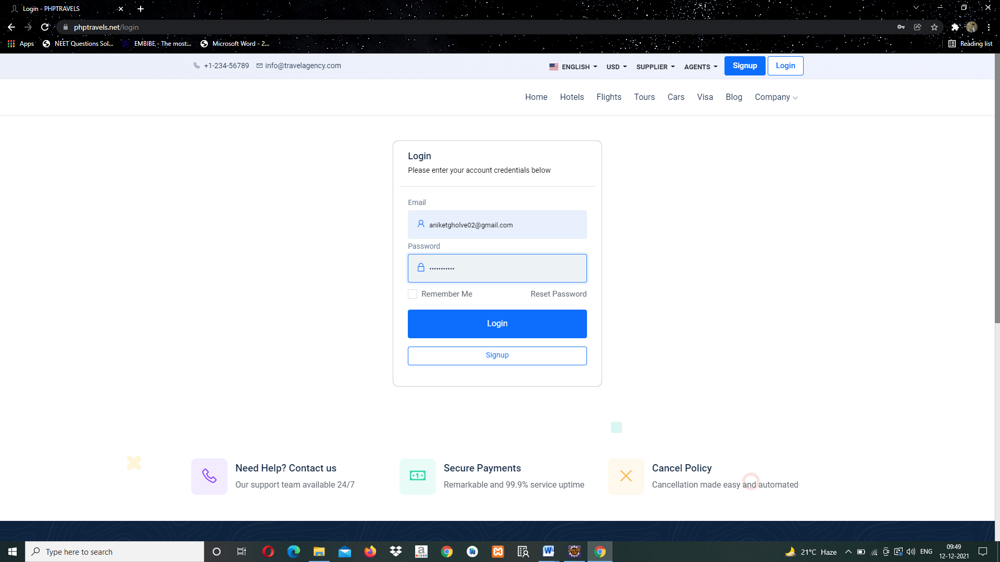 Login - PHPTRAVELS
phptravels.net/login
Apps NEET Questions Sol... EMBIBE - The most... Microsoft Word - 2... Reading list
+1-234-56789 info@travelagency.com ENGLISH USD SUPPLIER AGENTS Signup Login
Home Hotels Flights Tours Cars Visa Blog Company
Login
Please enter your account credentials below
Email
aniketgholve02@gmail.com
Password
•••••••••••
Remember Me Reset Password
Login
Signup
Need Help? Contact us
Our support team available 24/7
Secure Payments
Remarkable and 99.9% service uptime
Cancel Policy
Cancellation made easy and automated
Type here to search
21°C Haze
ENG
09:49
12-12-2021